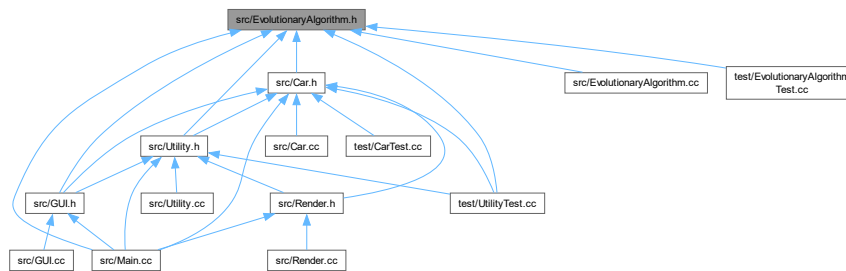 src/EvolutionaryAlgorithm.h
src/Car.h
src/EvolutionaryAlgorithm.cc
test/EvolutionaryAlgorithm
Test.cc
src/Utility.h
src/Car.cc
test/CarTest.cc
src/GUI.h
src/Utility.cc
src/Render.h
test/UtilityTest.cc
src/GUI.cc
src/Main.cc
src/Render.cc